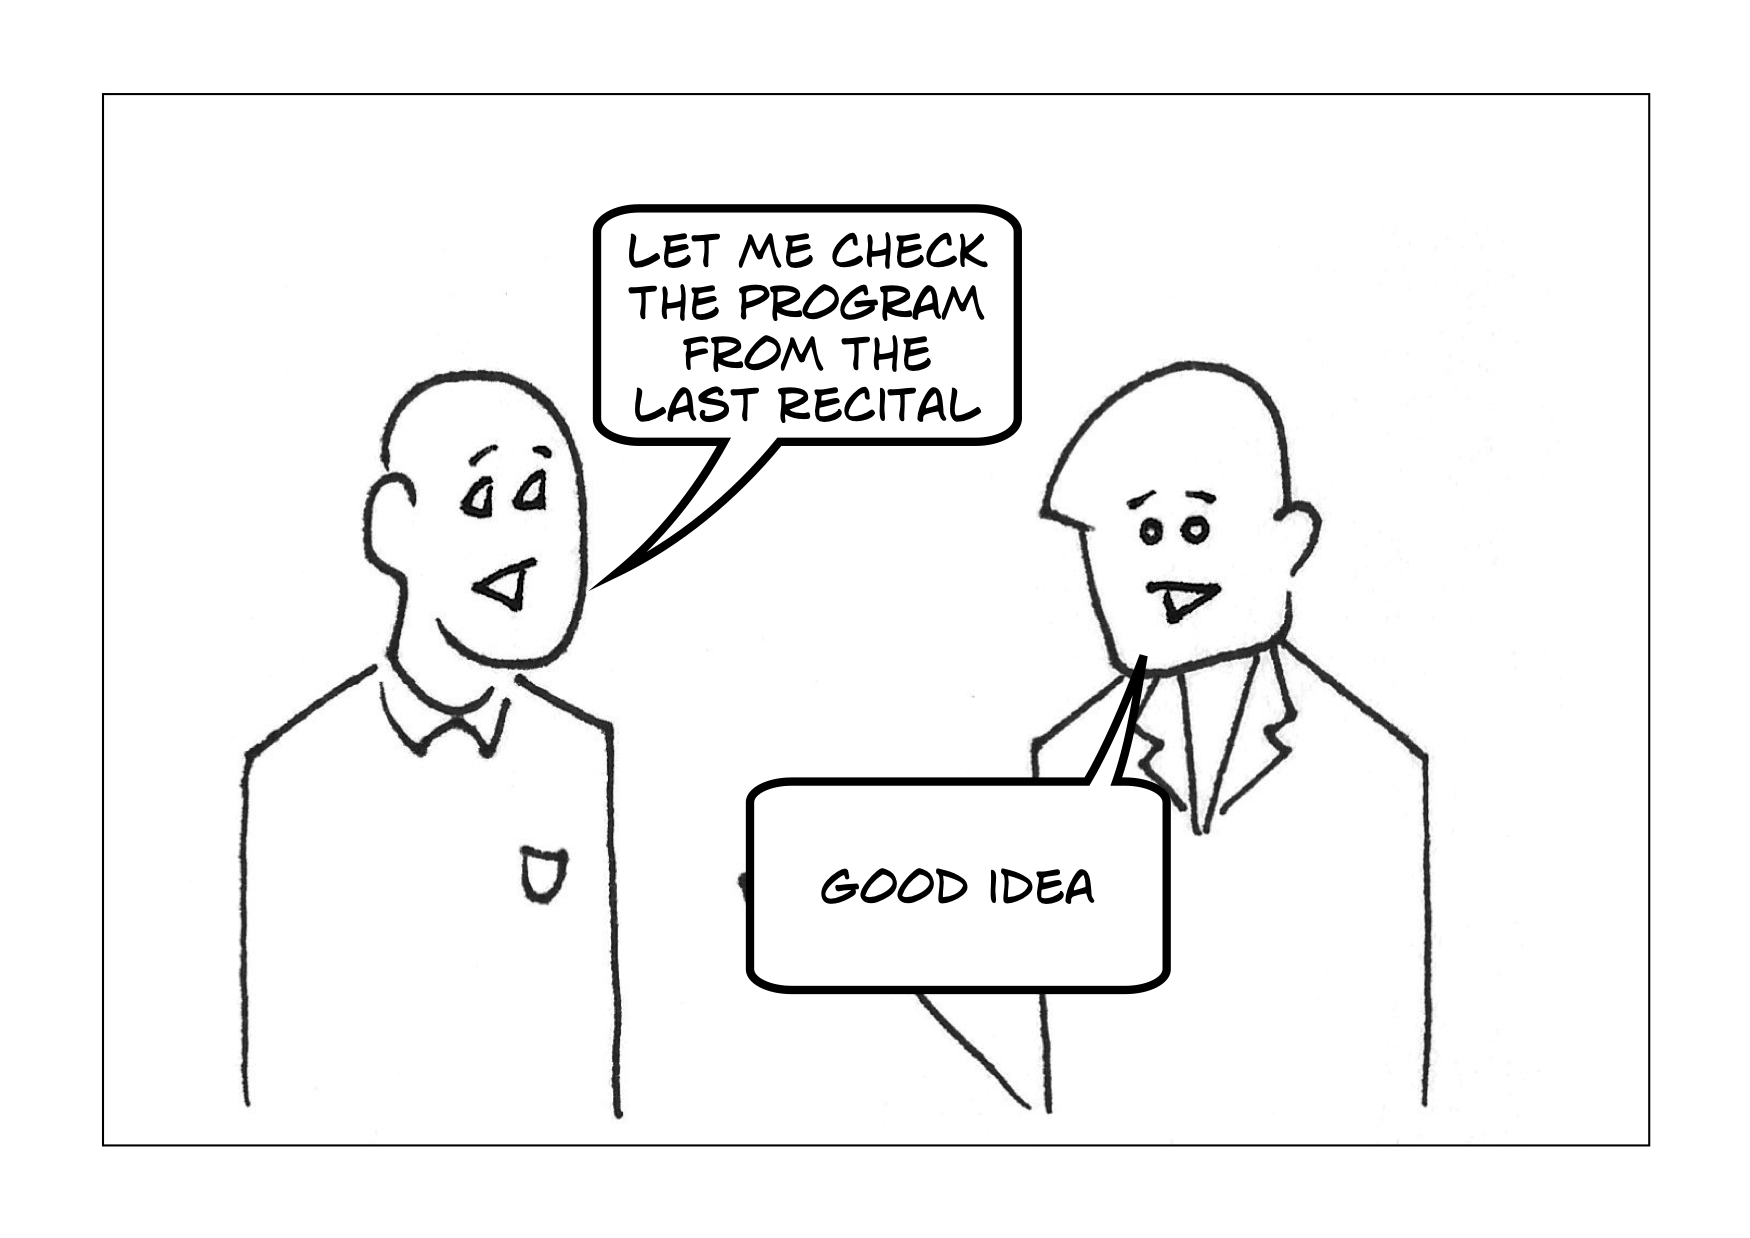 LET ME CHECK
THE PROGRAM
FROM THE
LAST RECITAL
GOOD IDEA